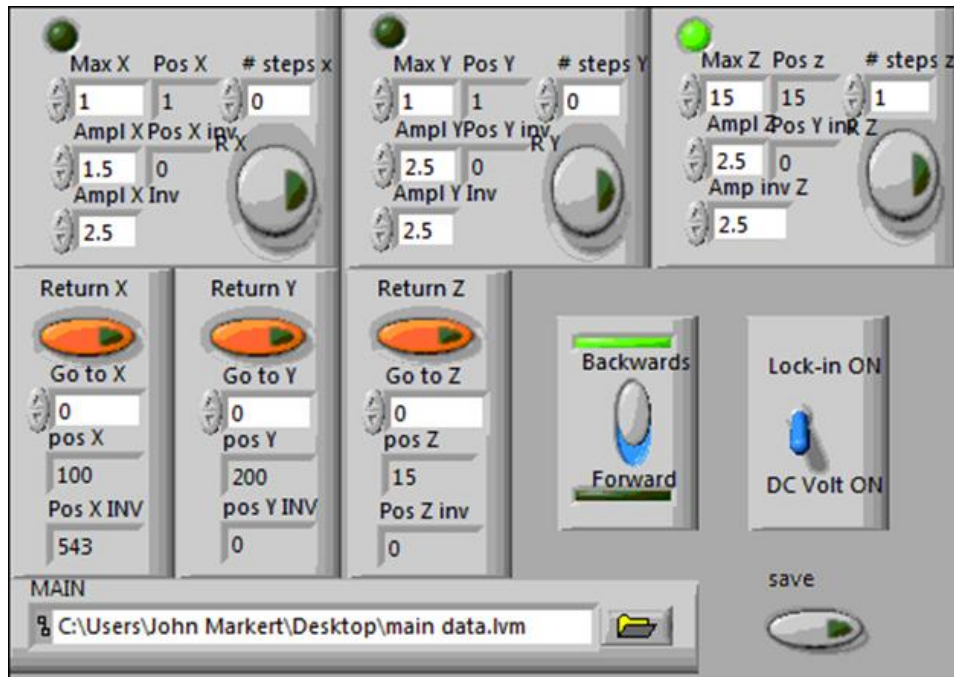 Max X Pos X # steps x
1 1 0
Ampl X Pos X inv
R X
1.5 0
Ampl X Inv
2.5
Max Y Pos Y # steps Y
1 1 0
Ampl Y Pos Y inv
R Y
2.5 0
Ampl Y Inv
2.5
Max Z Pos z # steps z
15 15 1
Ampl Z Pos Y inv
R Z
2.5 0
Amp inv Z
2.5
Return X
Go to X
0
pos X
100
Pos X INV
543
Return Y
Go to Y
0
pos Y
200
pos Y INV
0
Return Z
Go to Z
0
pos Z
15
Pos Z inv
0
Backwards
Forward
Lock-in ON
DC Volt ON
MAIN
C:\Users\John Markert\Desktop\main data.lvm
save